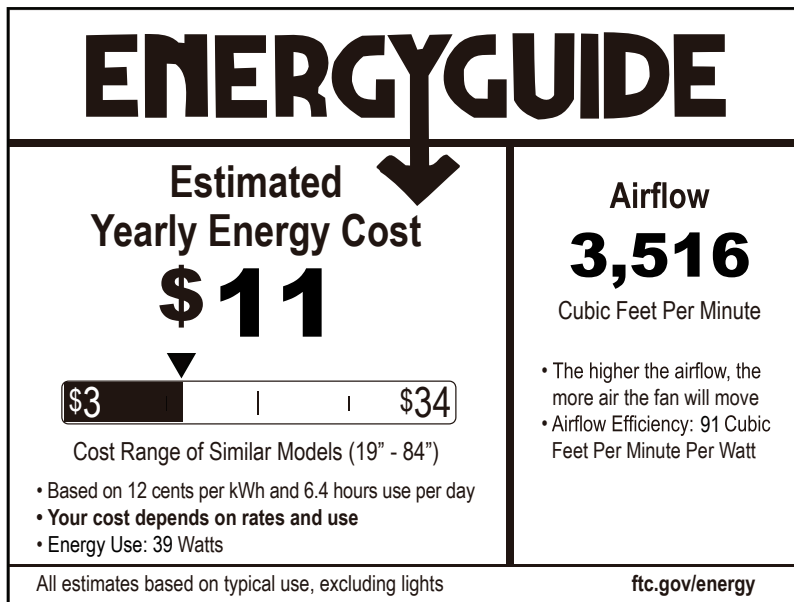 ENERGYGUIDE
Estimated
Yearly Energy Cost
$11
$3 $34
Cost Range of Similar Models (19” - 84”)
• Based on 12 cents per kWh and 6.4 hours use per day
• Your cost depends on rates and use
• Energy Use: 39 Watts
Airflow
3,516
Cubic Feet Per Minute
• The higher the airflow, the
more air the fan will move
• Airflow Efficiency: 91 Cubic
Feet Per Minute Per Watt
All estimates based on typical use, excluding lights
ftc.gov/energy